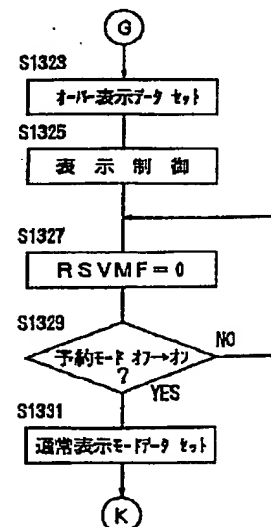 G
S1323
オーバー表示データ セット
S1325
表示制御
S1327
RSVMF=0
S1329
予約モード オフ→オン
?
NO
YES
S1331
通常表示モードデータ セット
K